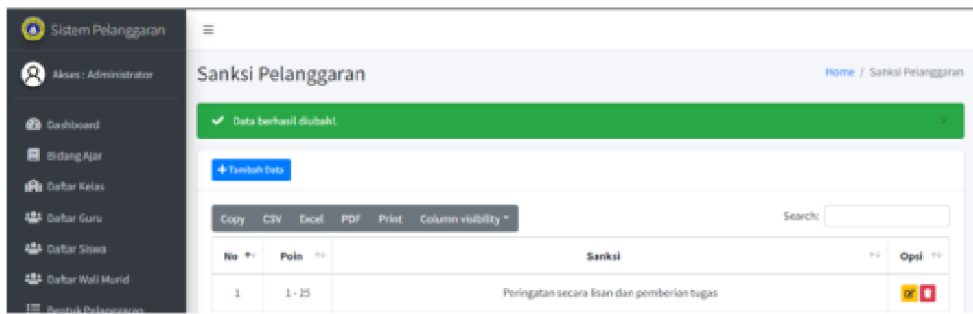 Sistem Pelanggaran
Akses : Administrator
Dashboard
Bidang Ajar
Daftar Kelas
Daftar Guru
Daftar Siswa
Daftar Wali Murid
Bentuk Pelanggaran
Sanksi Pelanggaran
Home / Sanksi Pelanggaran
Data berhasil diubah!.
Tambah Data
Copy CSV Excel PDF Print Column visibility
Search:
No Poin Sanksi Opsi
1 1 - 25 Peringatan secara lisan dan pemberian tugas